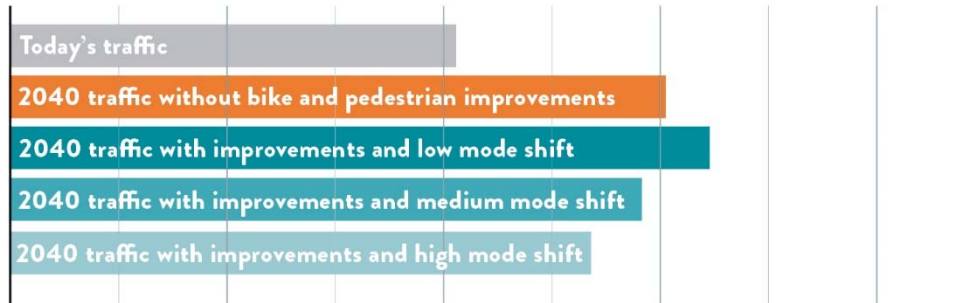 Today’s traffic
2040 traffic without bike and pedestrian improvements
2040 traffic with improvements and low mode shift
2040 traffic with improvements and medium mode shift
2040 traffic with improvements and high mode shift